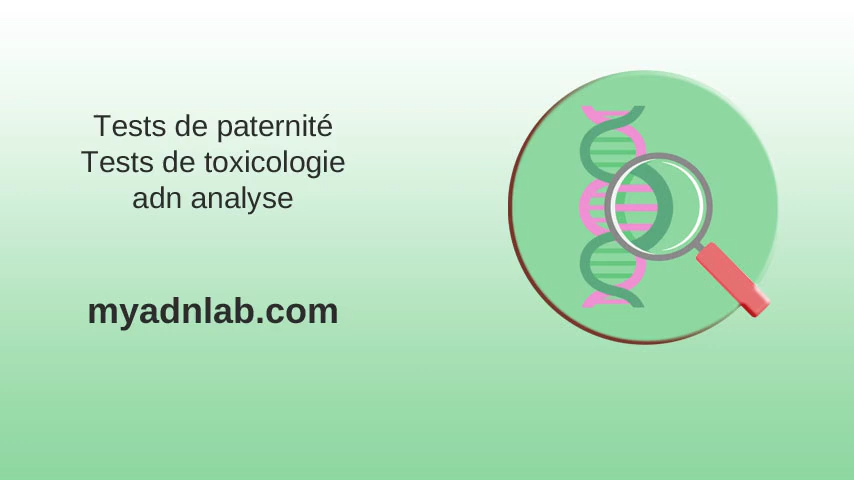 Tests de paternité
Tests de toxicologie
adn analyse
myadnlab.com